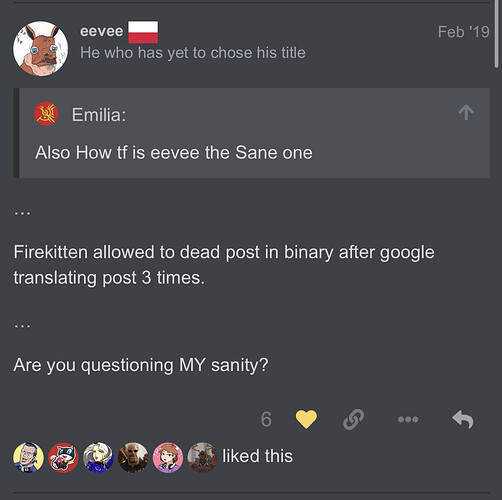 eevee
Feb '19
He who has yet to chose his title
Emilia:
Also How tf is eevee the Sane one
...
Firekitten allowed to dead post in binary after google
translating post 3 times.
...
Are you questioning MY sanity?
6
liked this